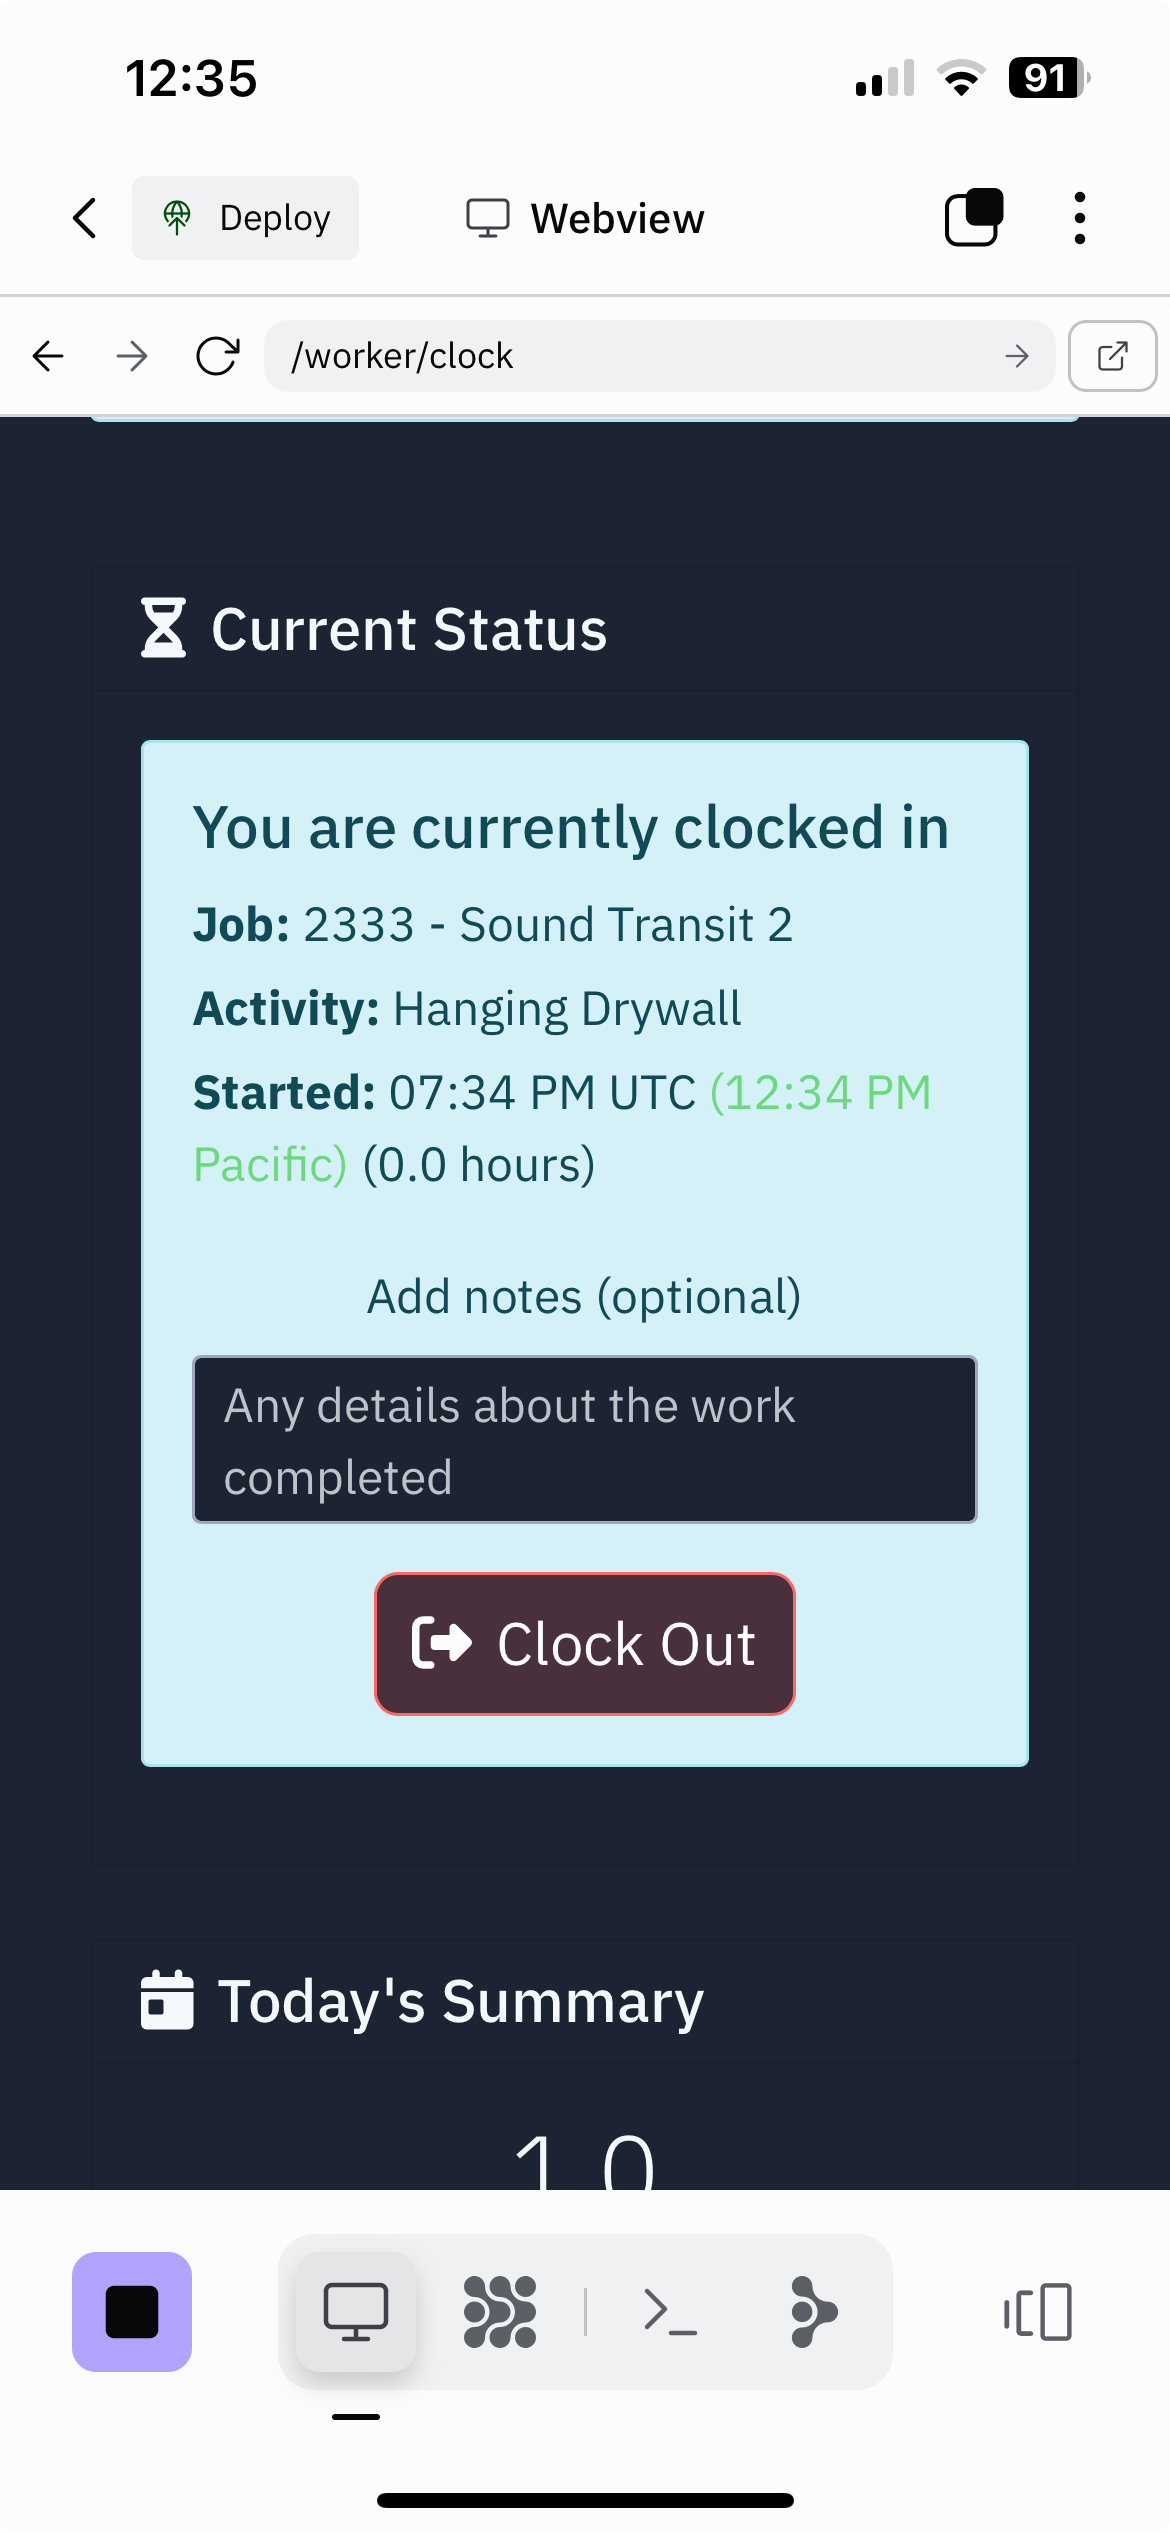 12:35
91
Deploy
Webview
/worker/clock
Current Status
You are currently clocked in
Job: 2333 - Sound Transit 2
Activity: Hanging Drywall
Started: 07:34 PM UTC (12:34 PM
Pacific) (0.0 hours)
Add notes (optional)
Any details about the work
completed
Clock Out
Today's Summary
1.0